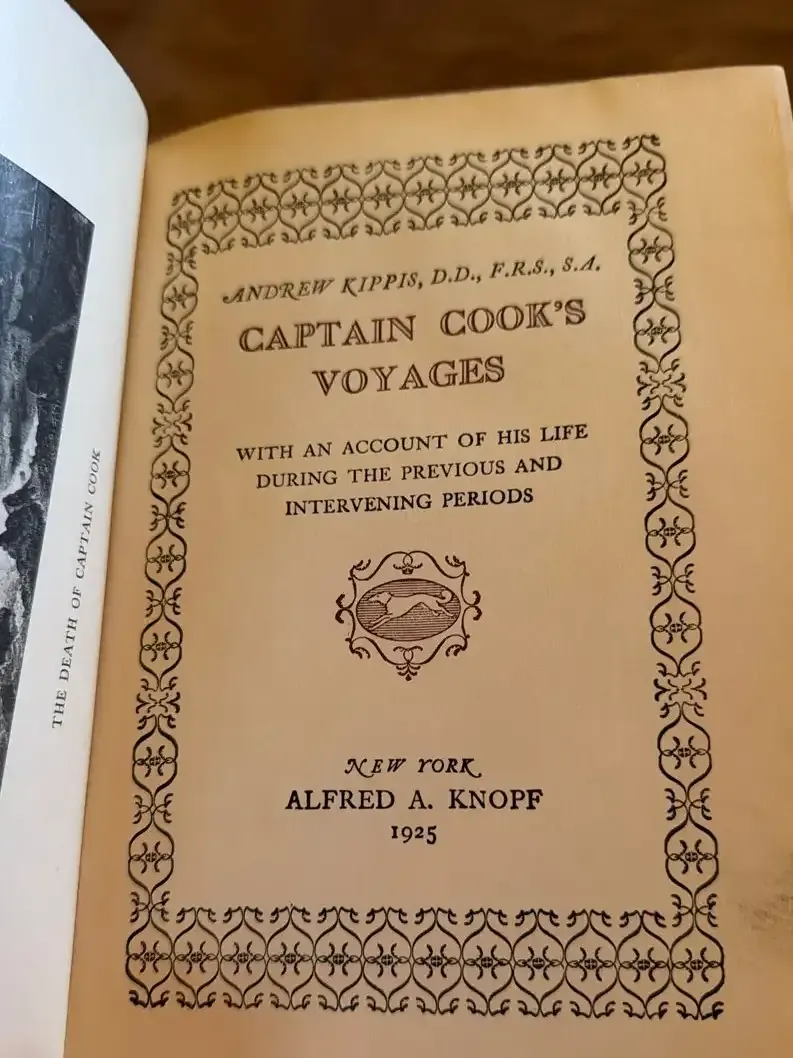 THE DEATH OF CAPTAIN COOK
ANDREW KIPPIS, D.D., F.R.S., S.A.
CAPTAIN COOK'S
VOYAGES
WITH AN ACCOUNT OF HIS LIFE
DURING THE PREVIOUS AND
INTERVENING PERIODS
NEW YORK
ALFRED A. KNOPF
1925